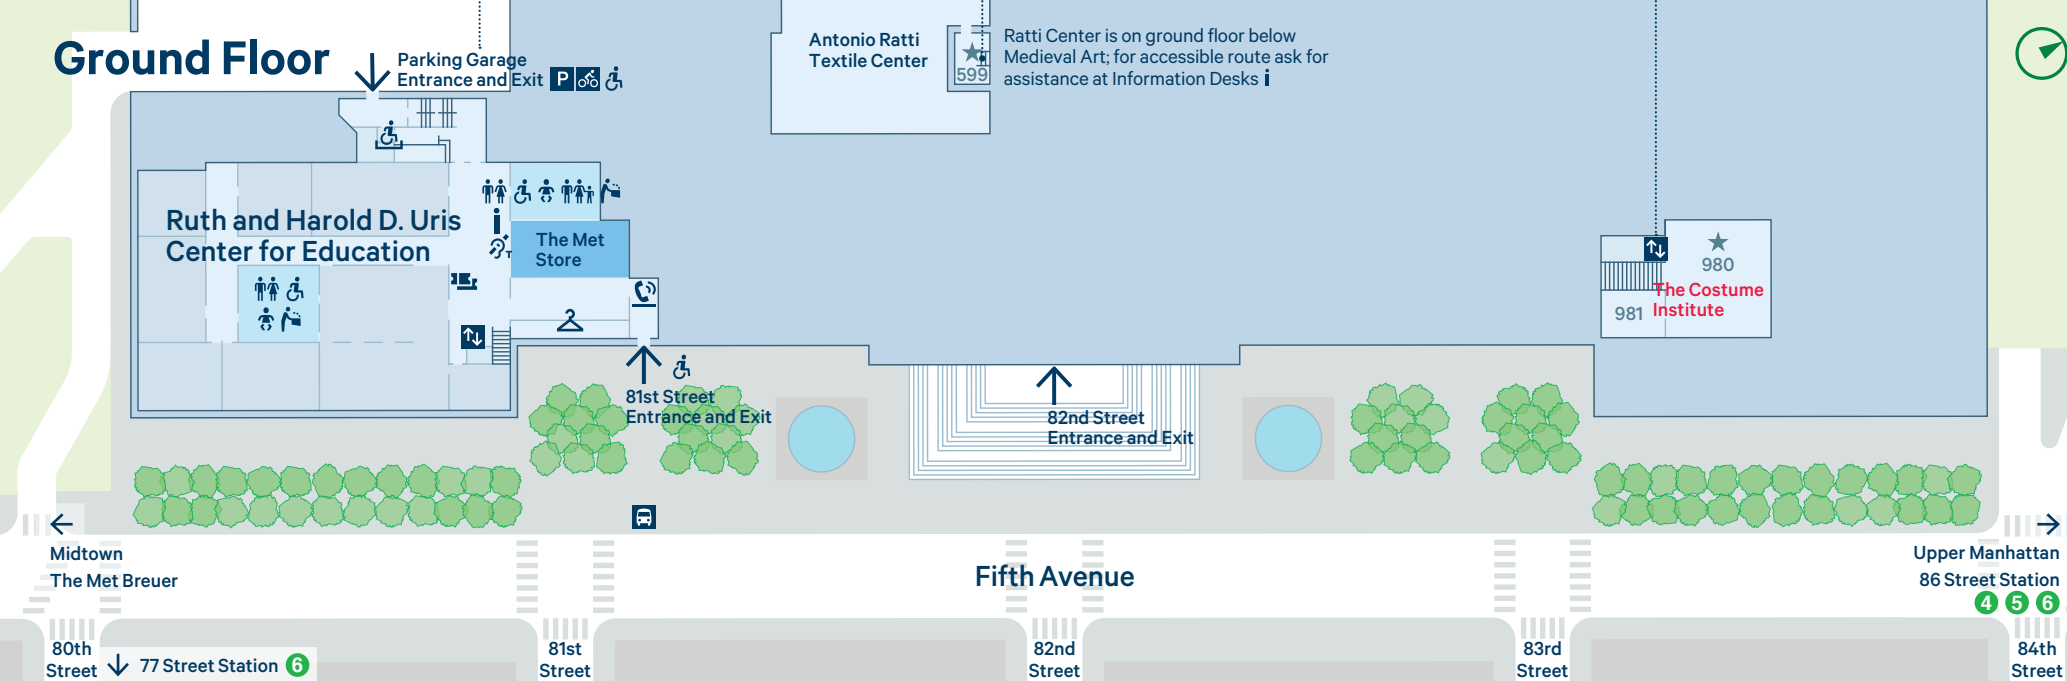 Ground Floor
Parking Garage
Entrance and Exit P
Antonio Ratti
Textile Center
599
Ratti Center is on ground floor below
Medieval Art; for accessible route ask for
assistance at Information Desks i
Ruth and Harold D. Uris
Center for Education
i
T
The Met
Store
980
The Costume
Institute
981
81st Street
Entrance and Exit
82nd Street
Entrance and Exit
Midtown
The Met Breuer
Fifth Avenue
Upper Manhattan
86 Street Station
4 5 6
80th
Street
77 Street Station 6
81st
Street
82nd
Street
83rd
Street
84th
Street